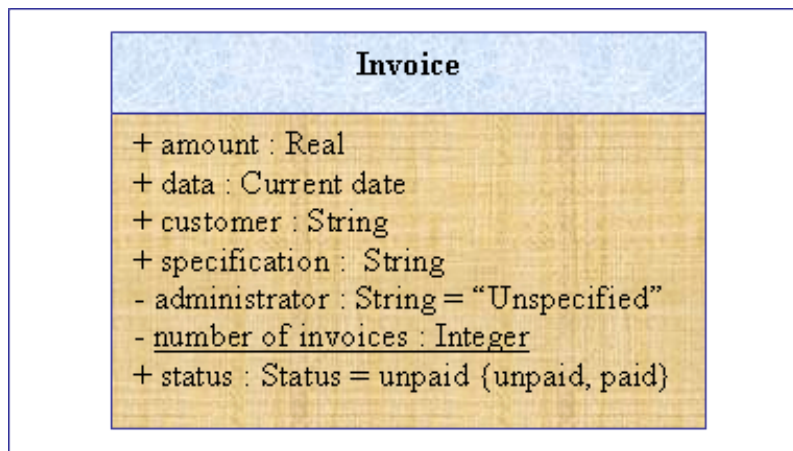 Invoice
+ amount : Real
+ data : Current date
+ customer : String
+ specification : String
- administrator : String = “Unspecified”
- number of invoices : Integer
+ status : Status = unpaid {unpaid, paid}